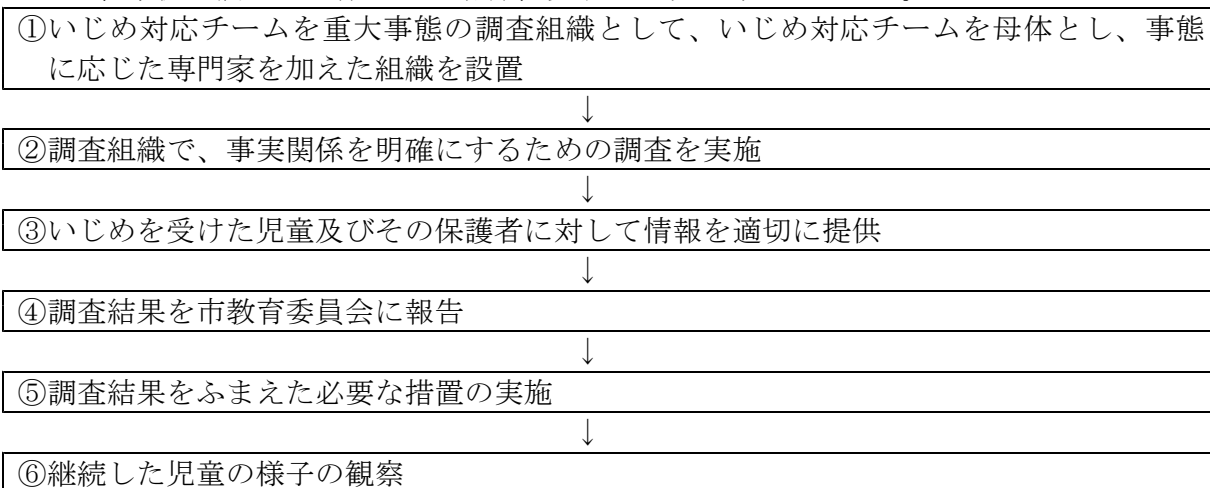 ①いじめ対応チームを重大事態の調査組織として、いじめ対応チームを母体とし、事態
に応じた専門家を加えた組織を設置
↓
②調査組織で、事実関係を明確にするための調査を実施
↓
③いじめを受けた児童及びその保護者に対して情報を適切に提供
↓
④調査結果を市教育委員会に報告
↓
⑤調査結果をふまえた必要な措置の実施
↓
⑥継続した児童の様子の観察